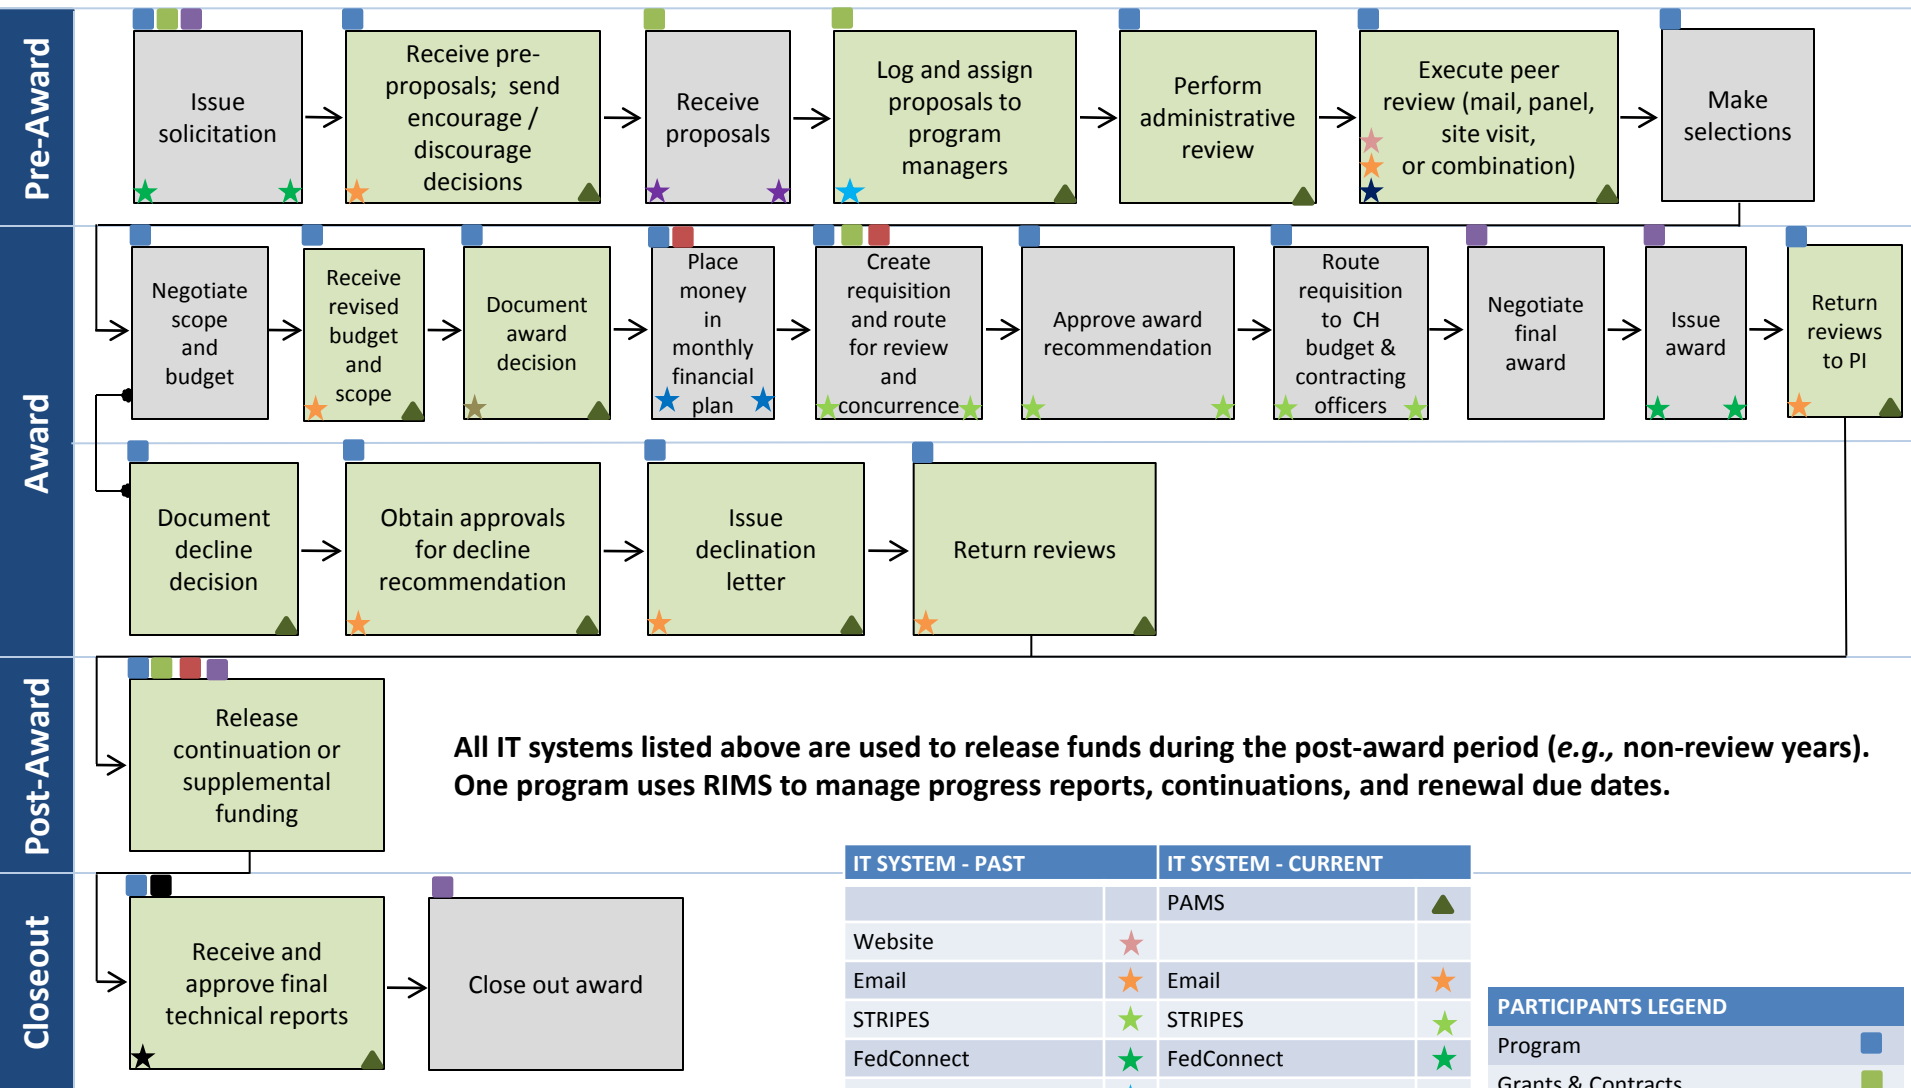 Pre-Award
Issue
solicitation
Receive pre-
proposals; send
encourage /
discourage
decisions
Receive
proposals
Log and assign
proposals to
program
managers
Perform
administrative
review
Execute peer
review (mail, panel,
site visit,
or combination)
Make
selections
Award
Negotiate
scope
and
budget
Receive
revised
budget
and
scope
Document
award
decision
Place
money
in
monthly
financial
plan
Create
requisition
and route
for review
and
concurrence
Approve award
recommendation
Route
requisition
to CH
budget &
contracting
officers
Negotiate
final
award
Issue
award
Return
reviews
to PI
Document
decline
decision
Obtain approvals
for decline
recommendation
Issue
declination
letter
Return reviews
Post-Award
Release
continuation or
supplemental
funding
All IT systems listed above are used to release funds during the post-award period (e.g., non-review years).
One program uses RIMS to manage progress reports, continuations, and renewal due dates.
Closeout
Receive and
approve final
technical reports
Close out award
IT SYSTEM - PAST IT SYSTEM - CURRENT
PAMS
Website
Email Email
STRIPES STRIPES
FedConnect FedConnect
PARTICIPANTS LEGEND
Program
Grants & Contracts